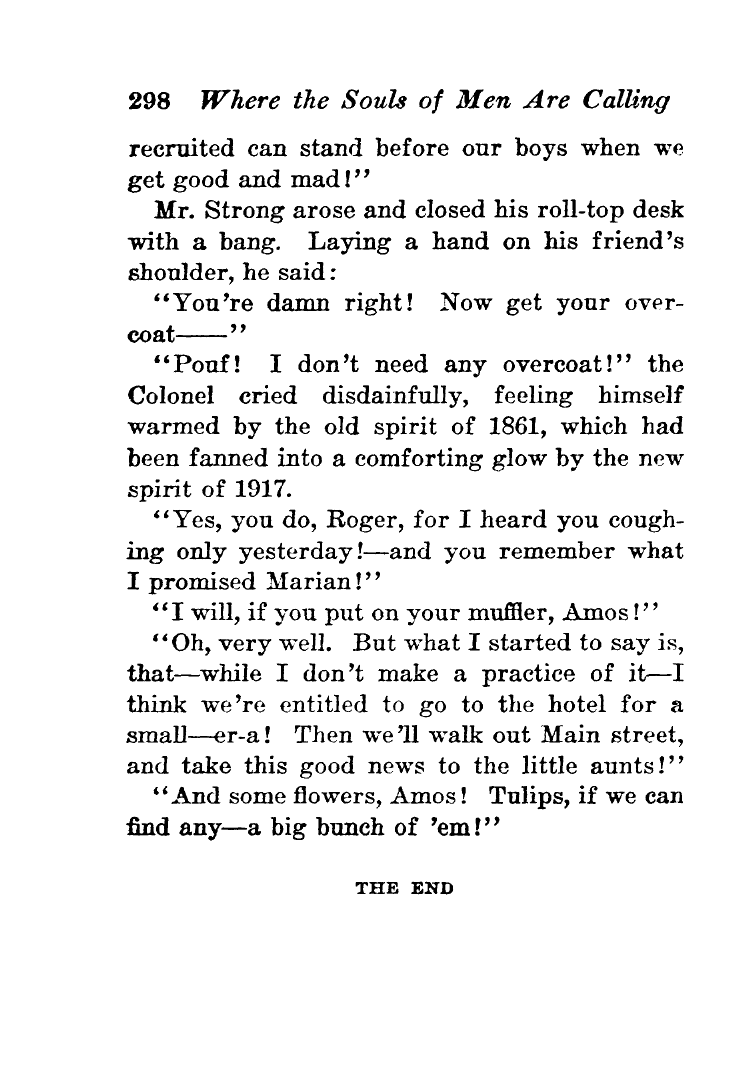 298 Where the Souls of Men Are Calling
recruited can stand before our boys when we
get good and mad!”
Mr. Strong arose and closed his roll-top desk
with a bang. Laying a hand on his friend’s
shoulder, he said:
“You’re damn right! Now get your over-
coat——”
“Pouf! I don’t need any overcoat!” the
Colonel cried disdainfully, feeling himself
warmed by the old spirit of 1861, which had
been fanned into a comforting glow by the new
spirit of 1917.
“Yes, you do, Roger, for I heard you cough-
ing only yesterday!—and you remember what
I promised Marian!”
“I will, if you put on your muffler, Amos!”
“Oh, very well. But what I started to say is,
that—while I don’t make a practice of it—I
think we’re entitled to go to the hotel for a
small—er-a! Then we’ll walk out Main street,
and take this good news to the little aunts!”
“And some flowers, Amos! Tulips, if we can
find any—a big bunch of ’em!”
THE END